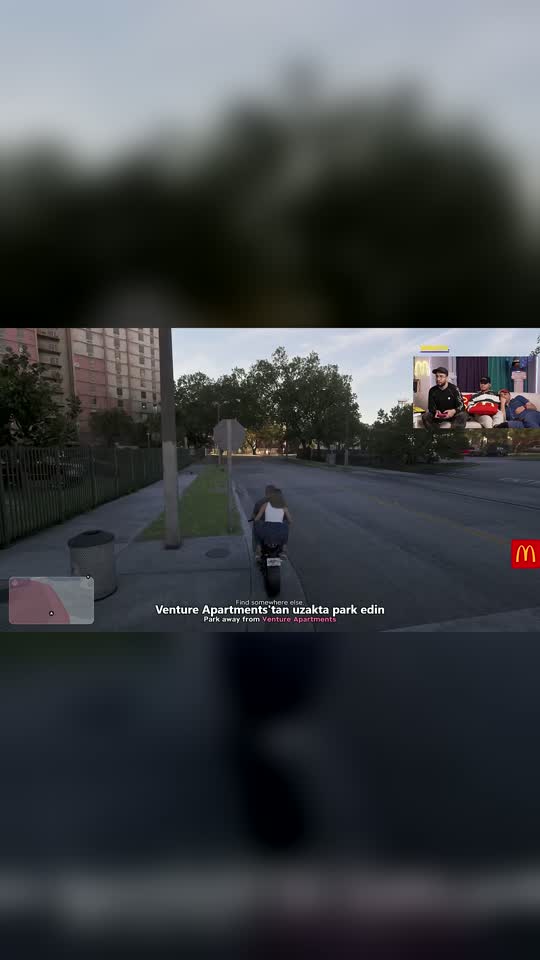 Find somewhere else.
Venture Apartments'tan uzakta park edin
Park away from Venture Apartments